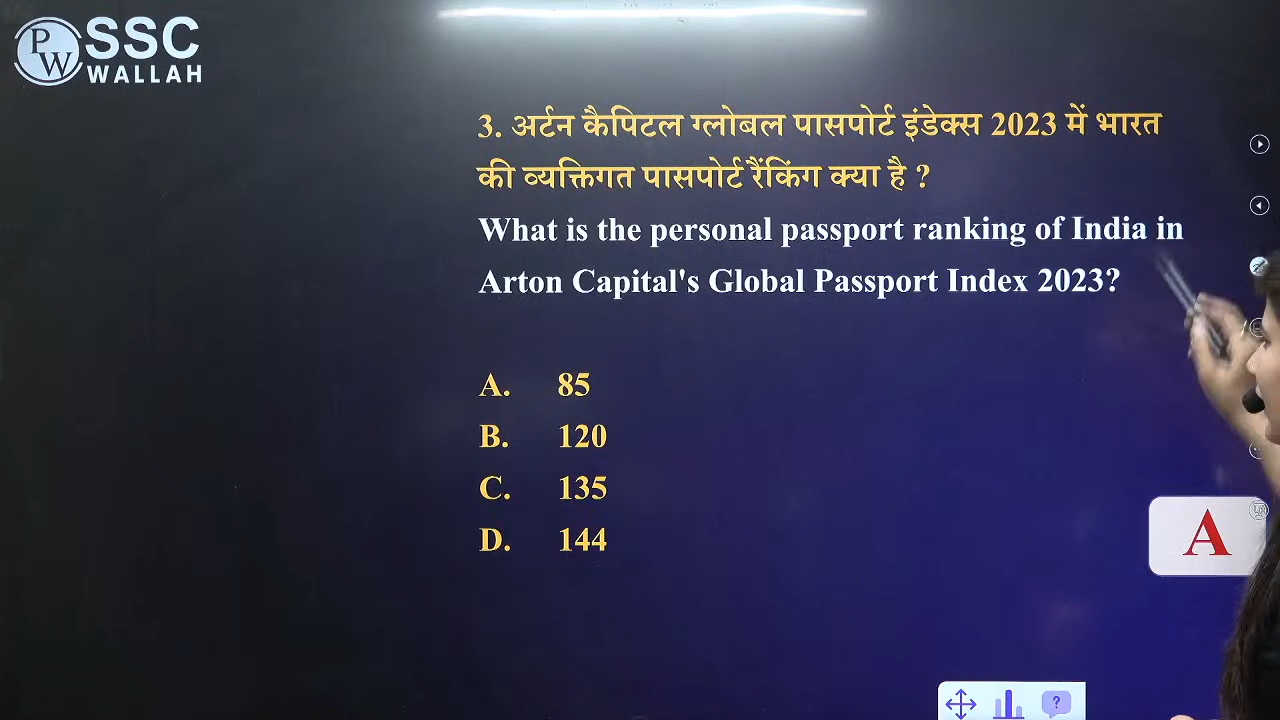 PW
SSC
WALLAH
3. अर्टन कैपिटल ग्लोबल पासपोर्ट इंडेक्स 2023 में भारत
की व्यक्तिगत पासपोर्ट रैंकिंग क्या है ?
What is the personal passport ranking of India in
Arton Capital's Global Passport Index 2023?
A. 85
B. 120
C. 135
D. 144
A
?